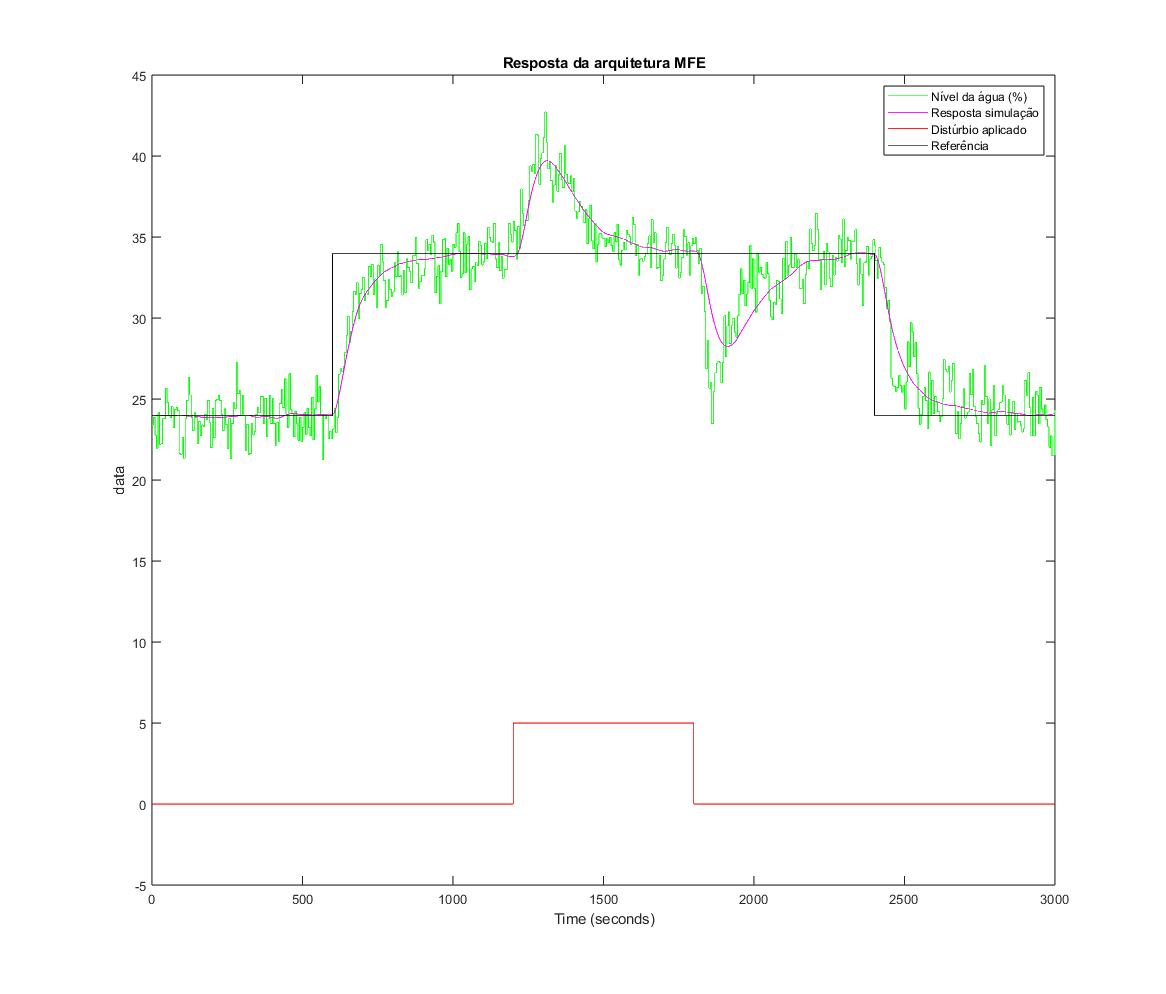 Resposta da arquitetura MFE
Nível da água (%)
Resposta simulação
Distúrbio aplicado
Referência
data
45
40
35
30
25
20
15
10
5
0
-5
0 500 1000 1500 2000 2500 3000
Time (seconds)